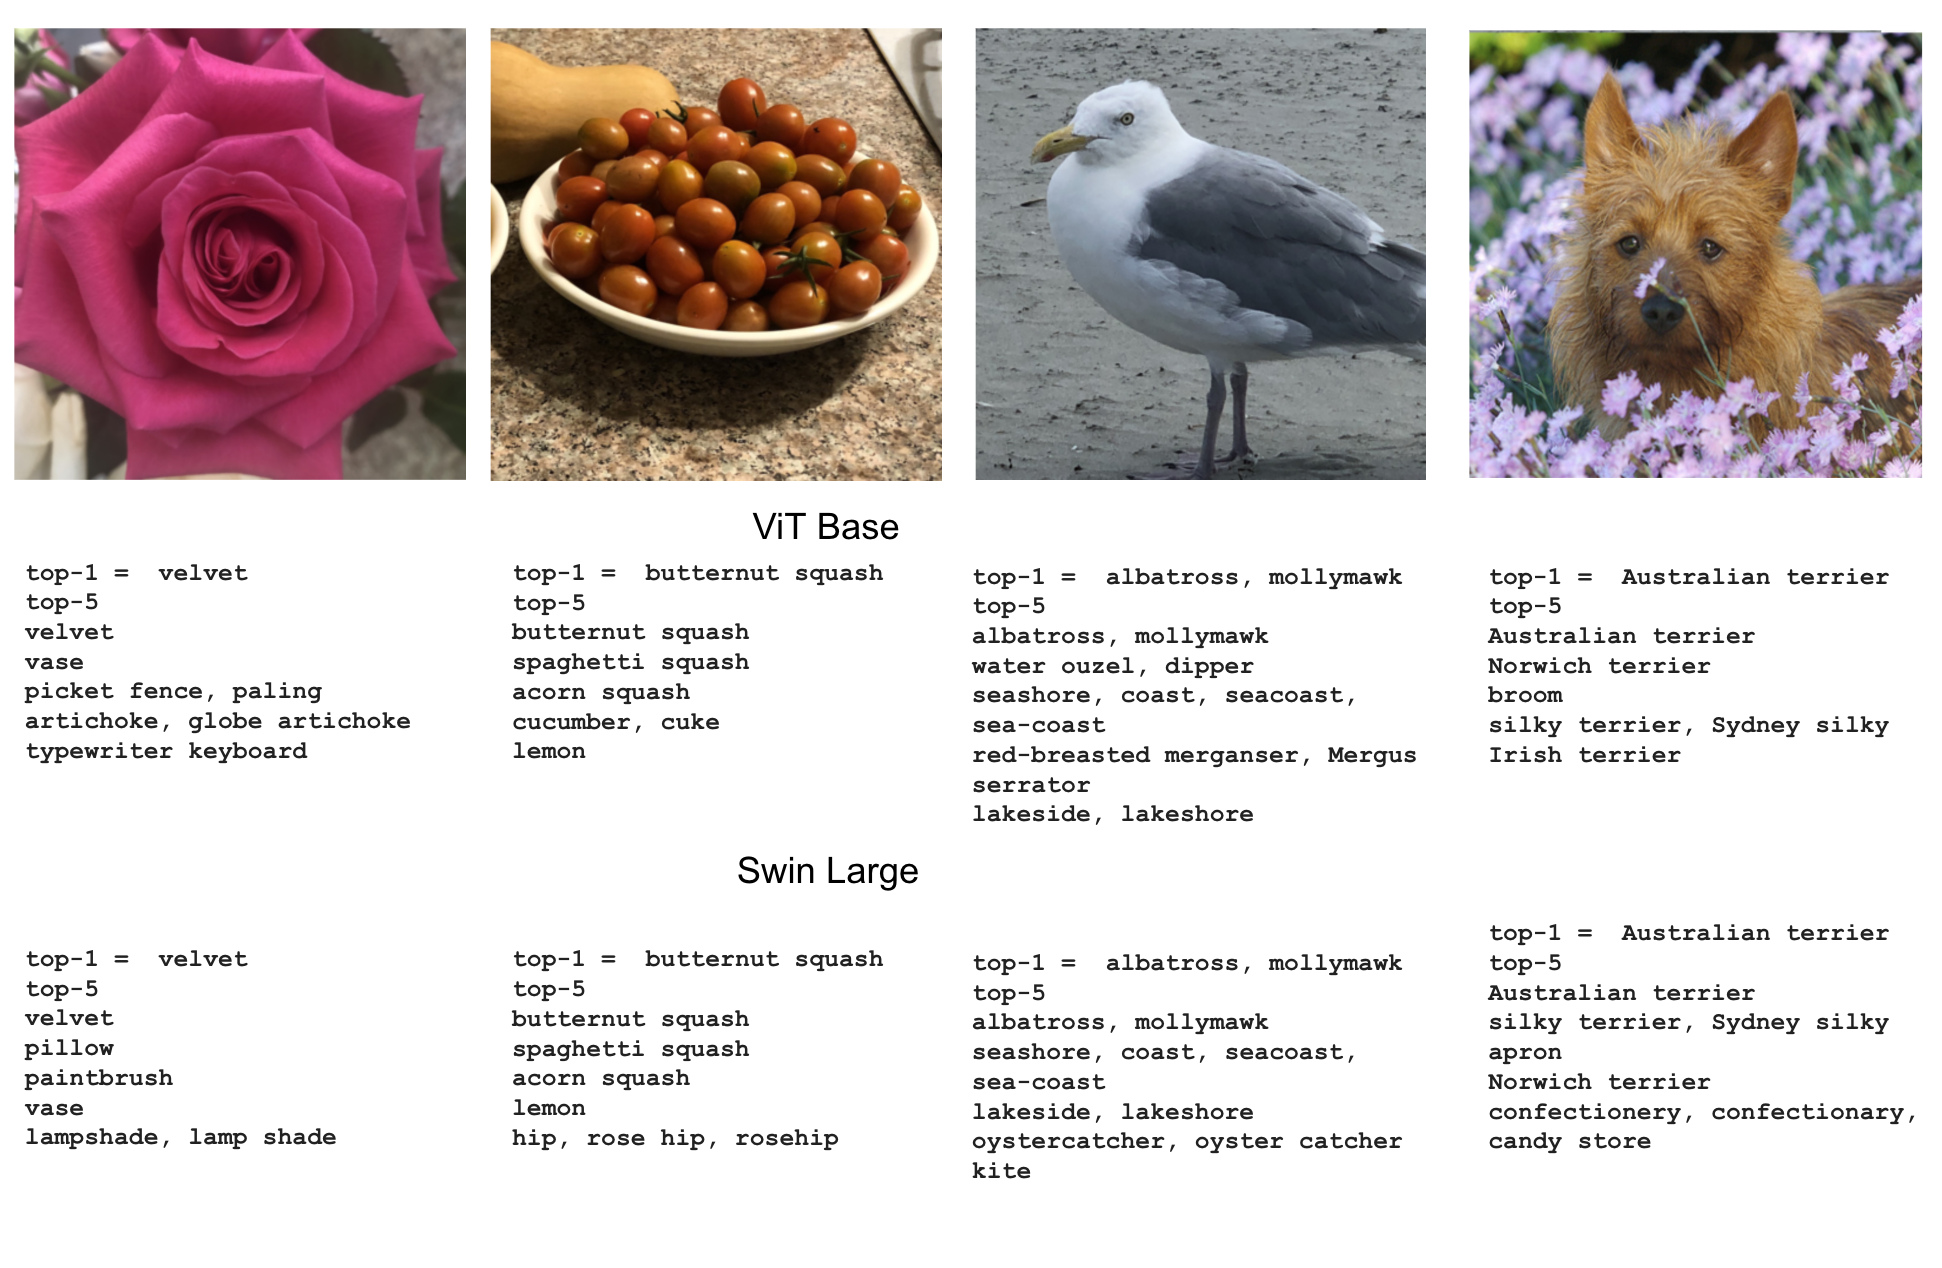 ViT Base
top-1 =  velvet
top-5
velvet
vase
picket fence, paling
artichoke, globe artichoke
typewriter keyboard
top-1 =  butternut squash
top-5
butternut squash
spaghetti squash
acorn squash
cucumber, cuke
lemon
top-1 =  albatross, mollymawk
top-5
albatross, mollymawk
water ouzel, dipper
seashore, coast, seacoast,
sea-coast
red-breasted merganser, Mergus
serrator
lakeside, lakeshore
top-1 =  Australian terrier
top-5
Australian terrier
Norwich terrier
broom
silky terrier, Sydney silky
Irish terrier
Swin Large
top-1 =  velvet
top-5
velvet
pillow
paintbrush
vase
lampshade, lamp shade
top-1 =  butternut squash
top-5
butternut squash
spaghetti squash
acorn squash
lemon
hip, rose hip, rosehip
top-1 =  albatross, mollymawk
top-5
albatross, mollymawk
seashore, coast, seacoast,
sea-coast
lakeside, lakeshore
oystercatcher, oyster catcher
kite
top-1 =  Australian terrier
top-5
Australian terrier
silky terrier, Sydney silky
apron
Norwich terrier
confectionery, confectionary,
candy store